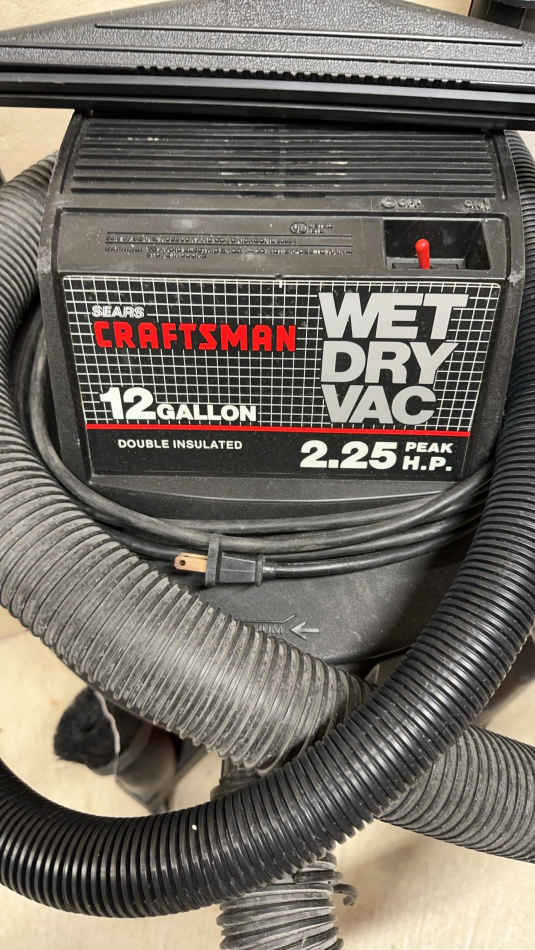 SEARS
CRAFTSMAN
WET
DRY
VAC
12 GALLON
DOUBLE INSULATED
2.25 PEAK
H.P.